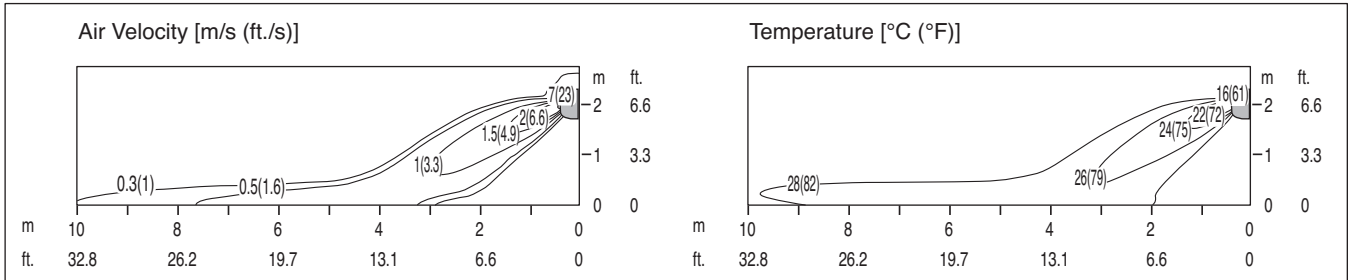 Air Velocity [m/s (ft./s)]
7(23)
2(6.6)
1.5(4.9)
1(3.3)
0.5(1.6)
0.3(1)
m ft.
2 6.6
1 3.3
0 0
m 10 8 6 4 2 0
ft. 32.8 26.2 19.7 13.1 6.6 0
Temperature [°C (°F)]
16(61)
22(72)
24(75)
26(79)
28(82)
m ft.
2 6.6
1 3.3
0 0
m 10 8 6 4 2 0
ft. 32.8 26.2 19.7 13.1 6.6 0